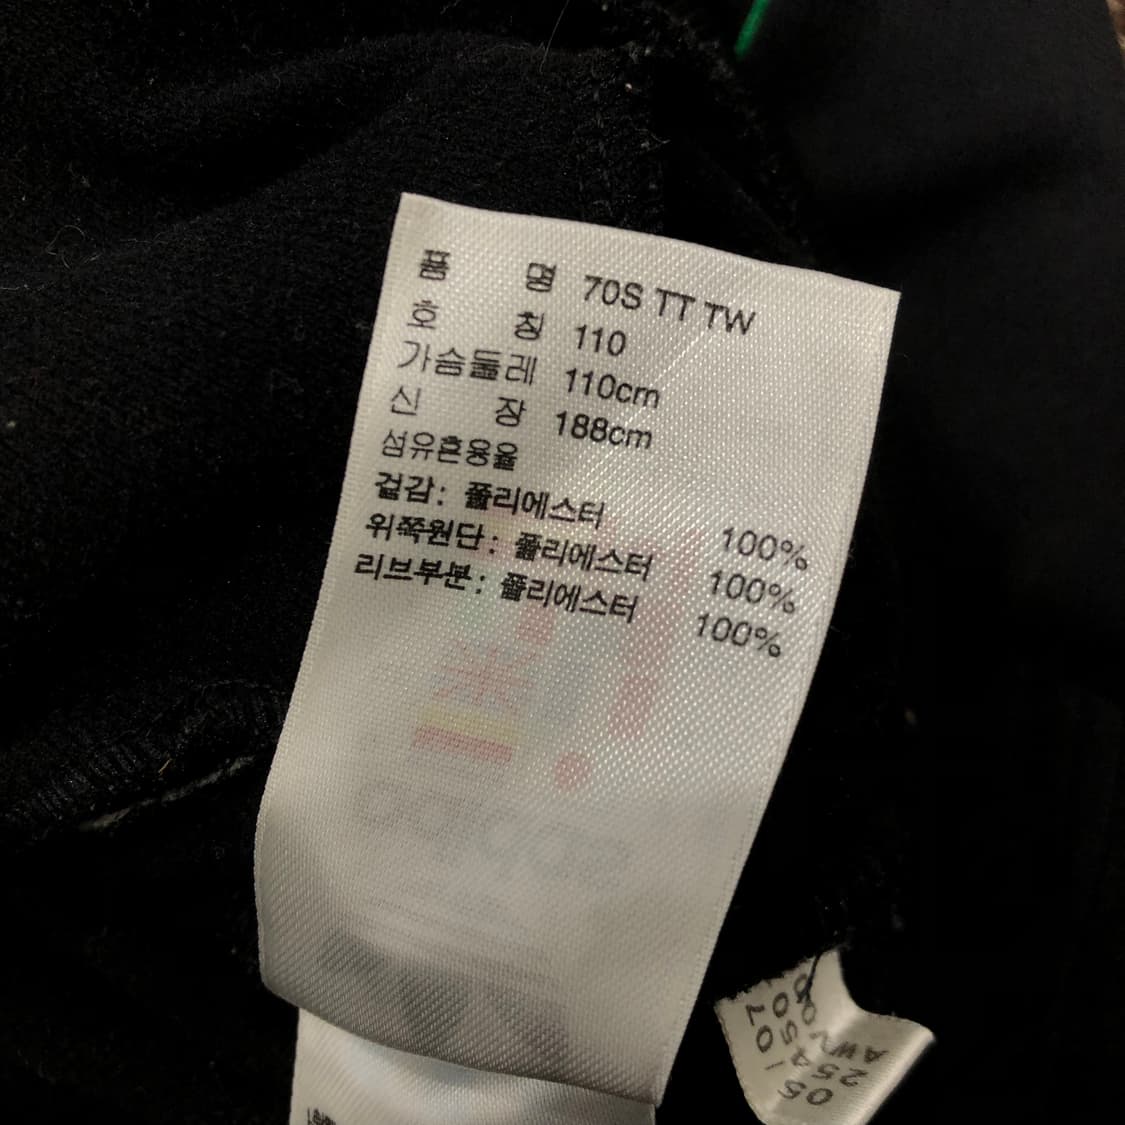 품 명 70S TT TW
호 칭 110
가슴둘레 110cm
신 장 188cm
섬유혼용율
겉감: 폴리에스터 100%
위쪽원단: 폴리에스터 100%
리브부분: 폴리에스터 100%